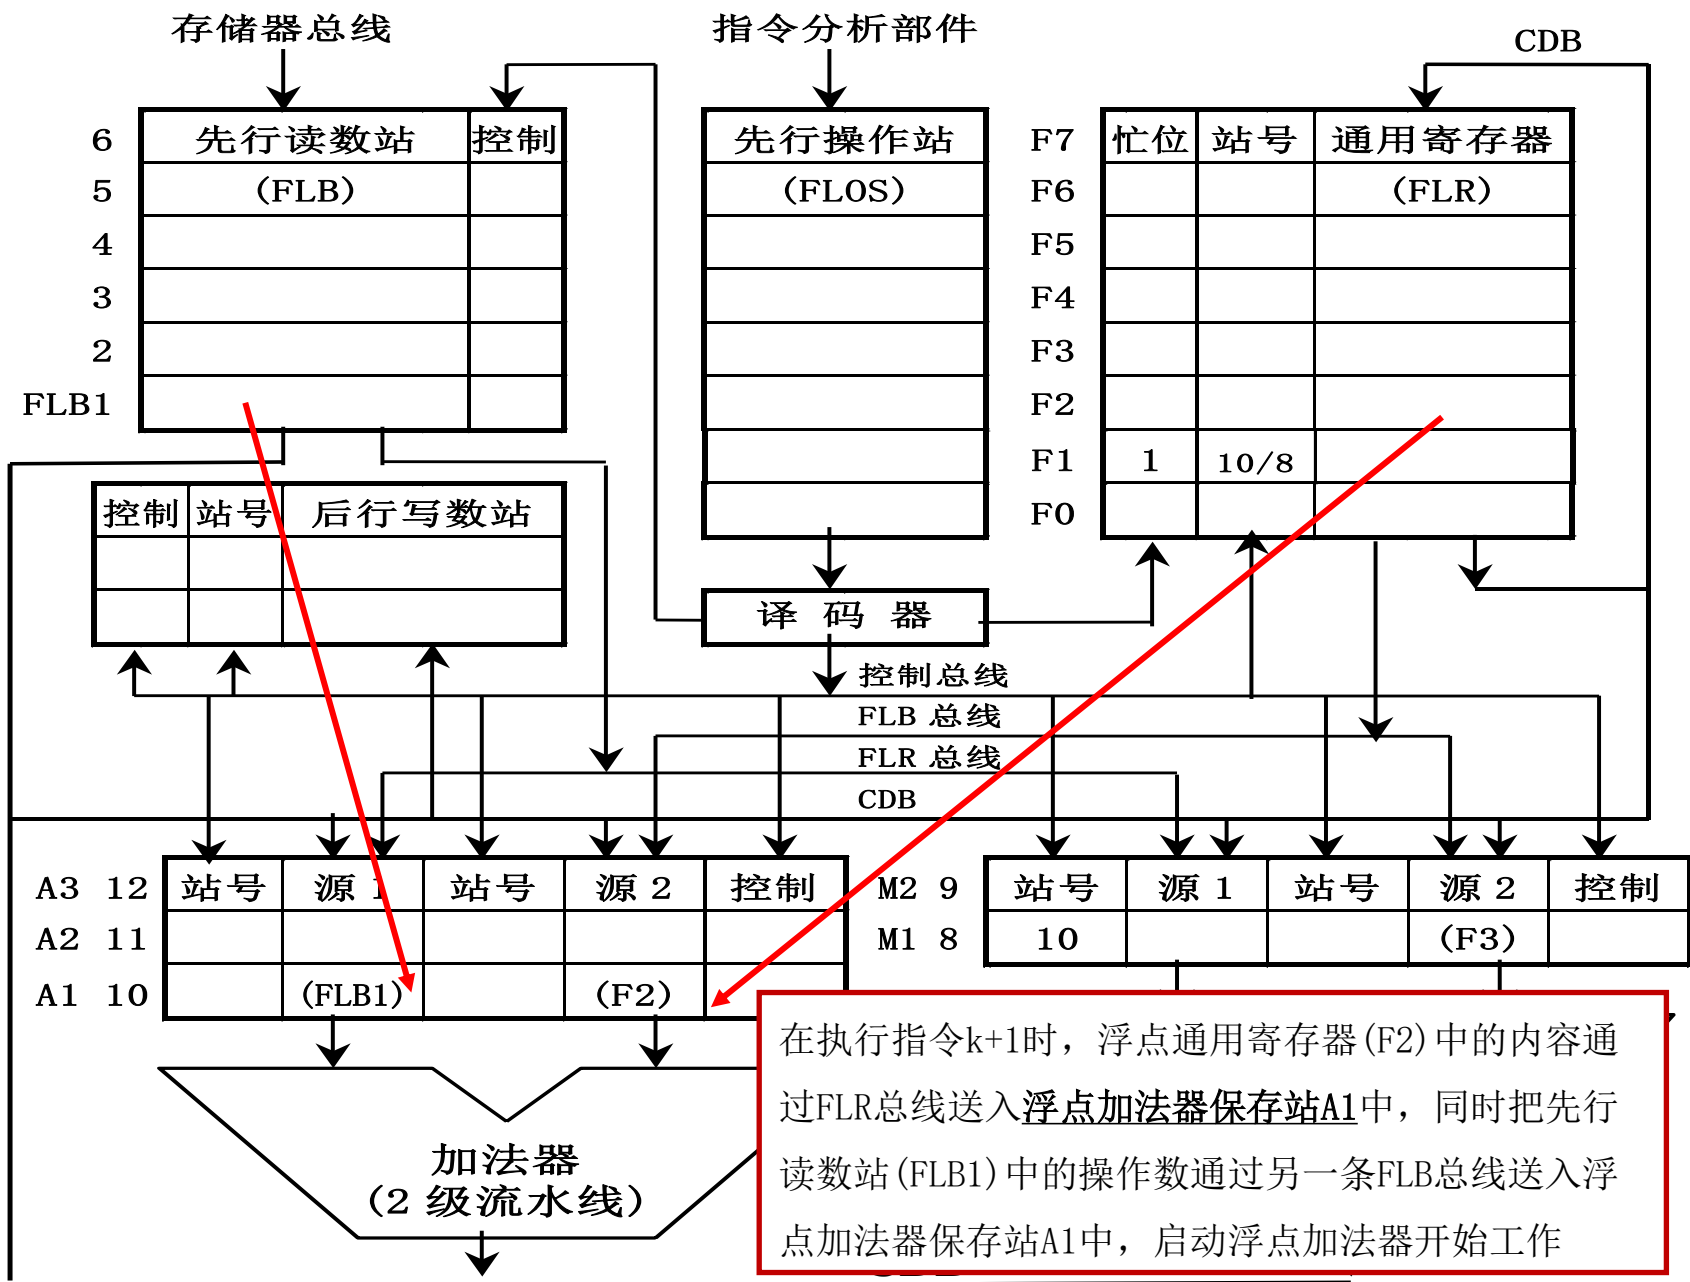 存储器总线
指令分析部件
CDB
6 先行读数站 控制
先行操作站
F7 忙位 站号 通用寄存器
5 (FLB)
(FLOS)
F6 (FLR)
4
F5
3
F4
2
F3
FLB1
F2
F1 1 10/8
控制 站号 后行写数站
F0
译 码 器
控制总线
FLB 总线
FLR 总线
CDB
A3 12 站号 源 1 站号 源 2 控制
M2 9 站号 源 1 站号 源 2 控制
A2 11
M1 8 10 (F3)
A1 10 (FLB1) (F2)
在执行指令k+1时，浮点通用寄存器(F2)中的内容通
过FLR总线送入浮点加法器保存站A1中，同时把先行
读数站(FLB1)中的操作数通过另一条FLB总线送入浮
点加法器保存站A1中，启动浮点加法器开始工作
加法器
(2 级流水线)